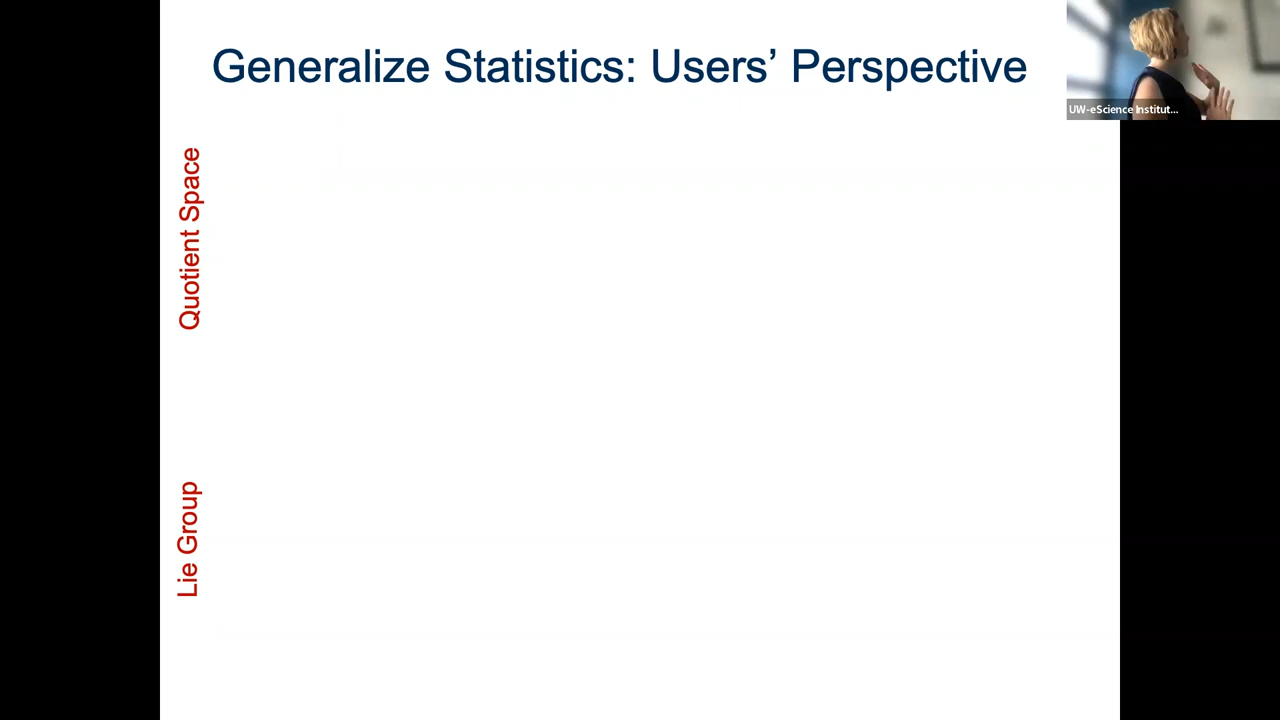 Generalize Statistics: Users’ Perspective
UW-eScience Institut...
Quotient Space
Lie Group